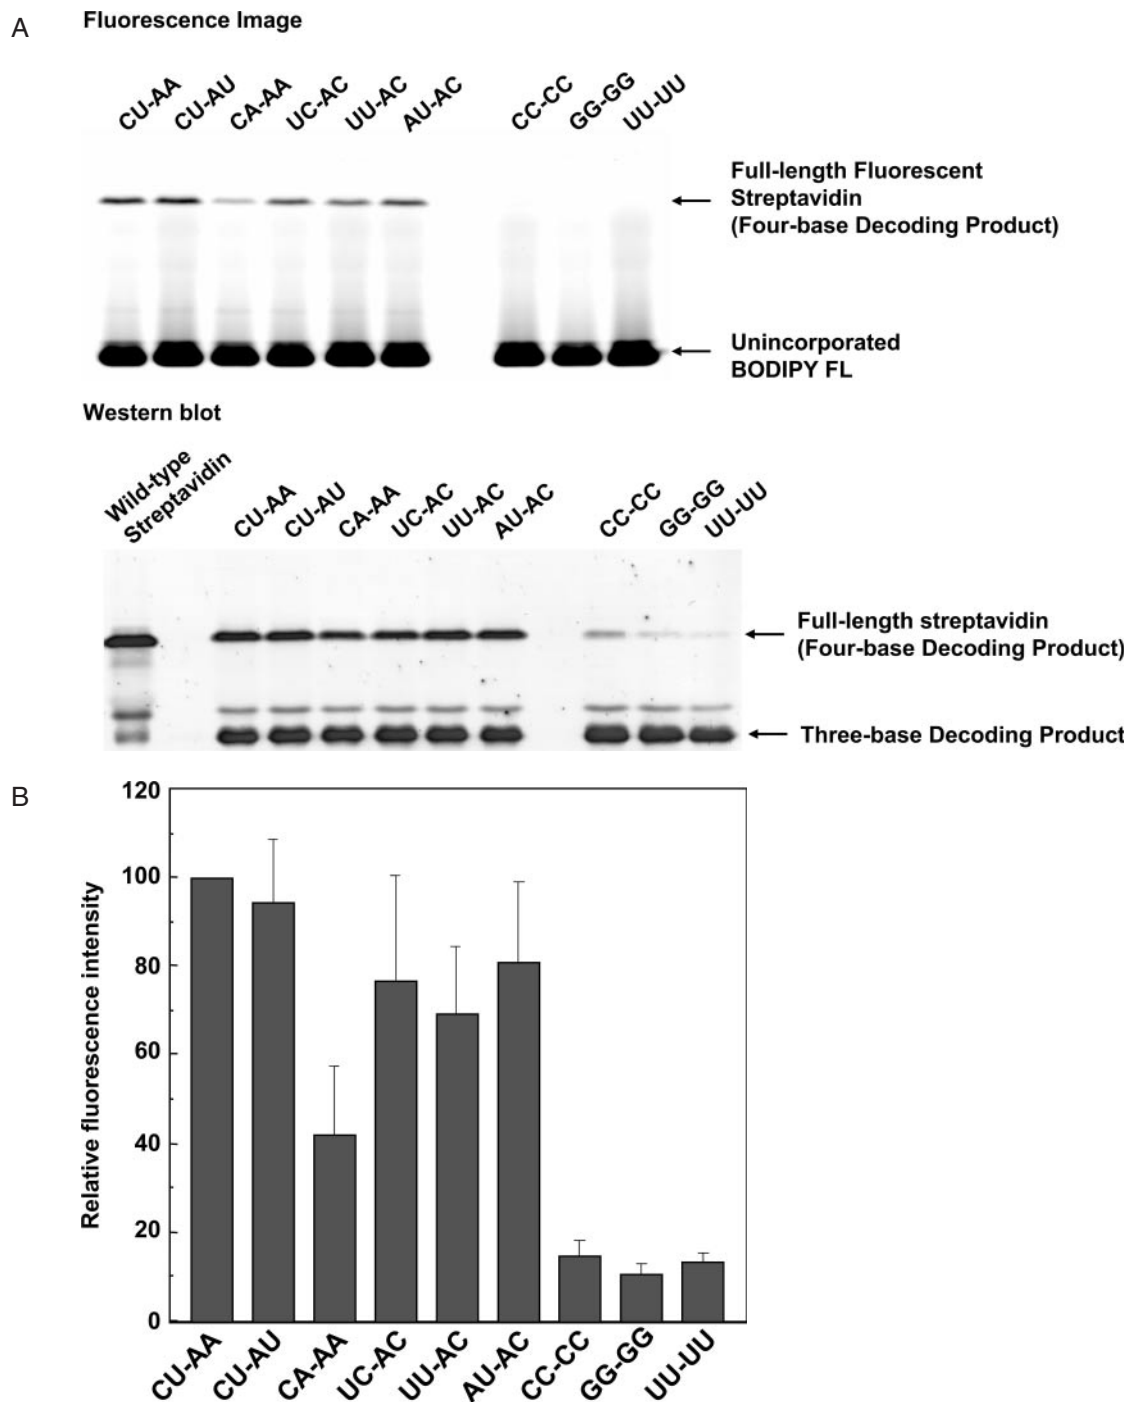 A
Fluorescence Image
CU-AA
CU-AU
CA-AA
UC-AC
UU-AC
AU-AC
CC-CC
GG-GG
UU-UU
Full-length Fluorescent
Streptavidin
(Four-base Decoding Product)
Unincorporated
BODIPY FL
Western blot
Wild-type
Streptavidin
CU-AA
CU-AU
CA-AA
UC-AC
UU-AC
AU-AC
CC-CC
GG-GG
UU-UU
Full-length streptavidin
(Four-base Decoding Product)
Three-base Decoding Product
B
Relative fluorescence intensity
120
100
80
60
40
20
0
CU-AA
CU-AU
CA-AA
UC-AC
UU-AC
AU-AC
CC-CC
GG-GG
UU-UU